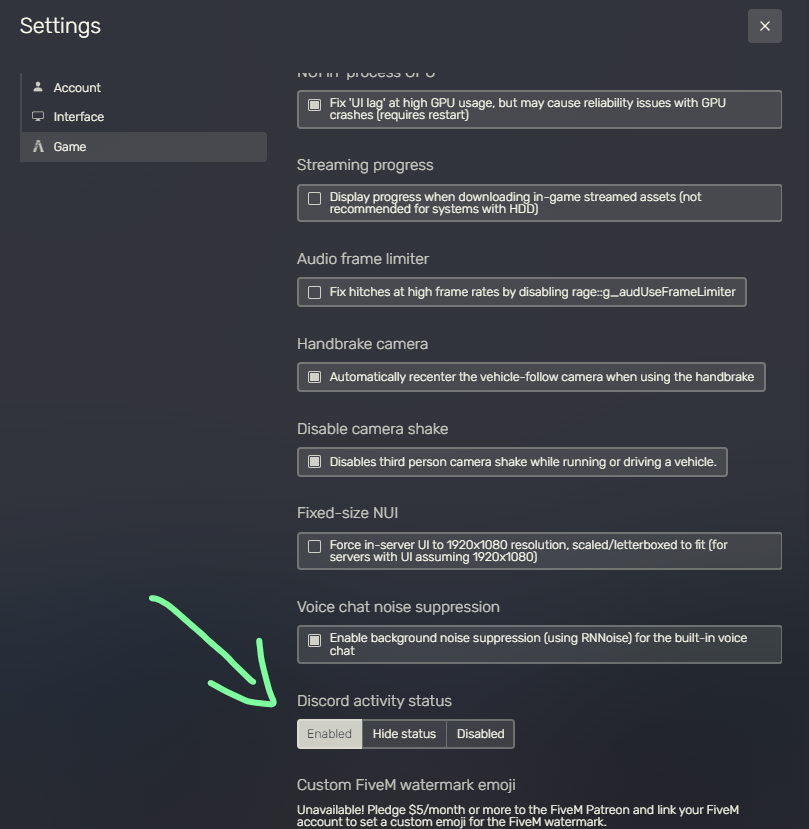 Settings
Account
Interface
Game
NUI in-process GPU
Fix 'UI lag' at high GPU usage, but may cause reliability issues with GPU
crashes (requires restart)
Streaming progress
Display progress when downloading in-game streamed assets (not
recommended for systems with HDD)
Audio frame limiter
Fix hitches at high frame rates by disabling rage::g_audUseFrameLimiter
Handbrake camera
Automatically recenter the vehicle-follow camera when using the handbrake
Disable camera shake
Disables third person camera shake while running or driving a vehicle.
Fixed-size NUI
Force in-server UI to 1920x1080 resolution, scaled/letterboxed to fit (for
servers with UI assuming 1920x1080)
Voice chat noise suppression
Enable background noise suppression (using RNNoise) for the built-in voice
chat
Discord activity status
Enabled Hide status Disabled
Custom FiveM watermark emoji
Unavailable! Pledge $5/month or more to the FiveM Patreon and link your FiveM
account to set a custom emoji for the FiveM watermark.